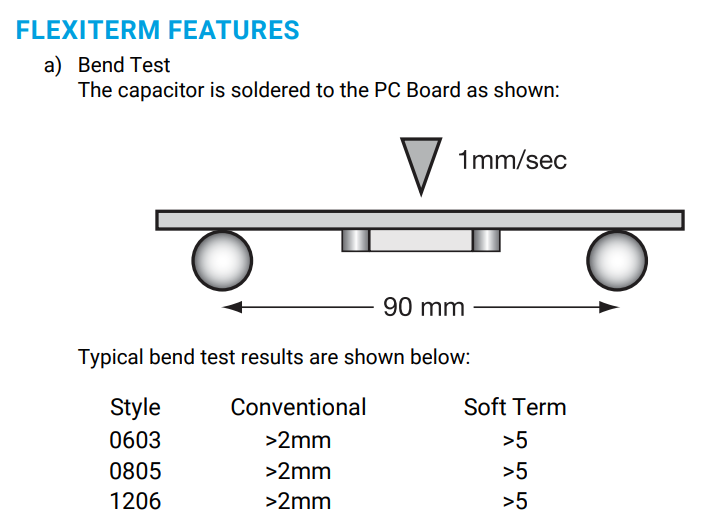 FLEXITERM FEATURES
a) Bend Test
The capacitor is soldered to the PC Board as shown:
1mm/sec
90 mm
Typical bend test results are shown below:
Style Conventional Soft Term
0603 >2mm >5
0805 >2mm >5
1206 >2mm >5